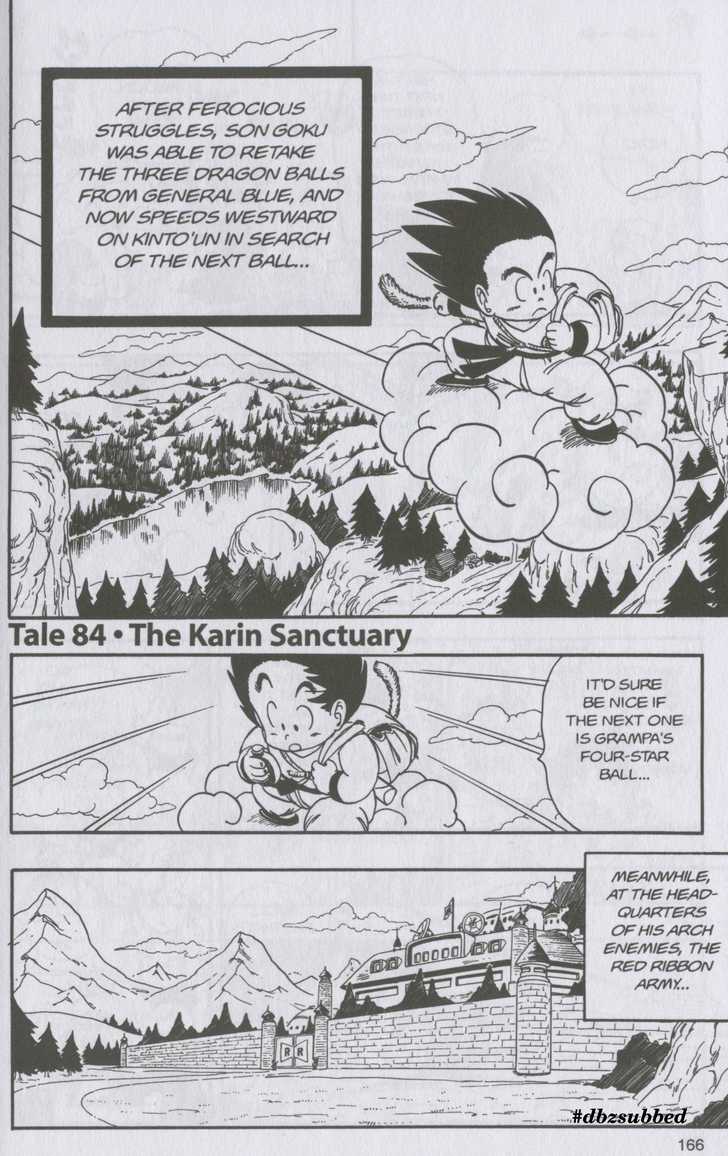 AFTER FEROCIOUS
STRUGGLES, SON GOKU
WAS ABLE TO RETAKE
THE THREE DRAGON BALLS
FROM GENERAL BLUE, AND
NOW SPEEDS WESTWARD
ON KINTO'UN IN SEARCH
OF THE NEXT BALL...
Tale 84 • The Karin Sanctuary
IT'D SURE
BE NICE IF
THE NEXT ONE
IS GRAMPA'S
FOUR-STAR
BALL...
MEANWHILE,
AT THE HEAD-
QUARTERS
OF HIS ARCH
ENEMIES, THE
RED RIBBON
ARMY...
R R
#dbzsubbed
166